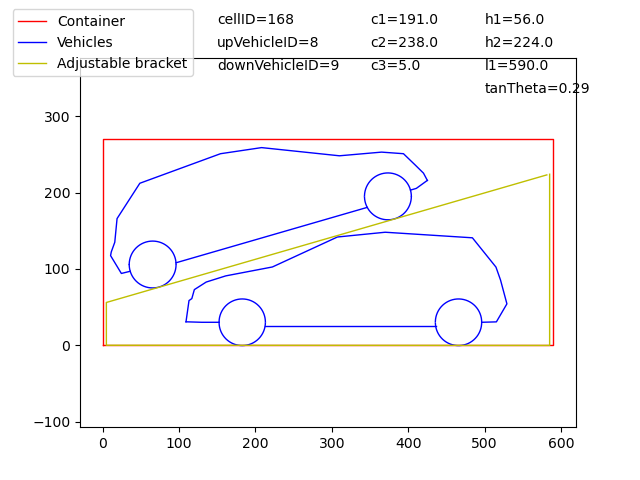 Container
Vehicles
Adjustable bracket
cellID=168
upVehicleID=8
downVehicleID=9
c1=191.0
c2=238.0
c3=5.0
h1=56.0
h2=224.0
l1=590.0
tanTheta=0.29
300
200
100
0
−100
0 100 200 300 400 500 600